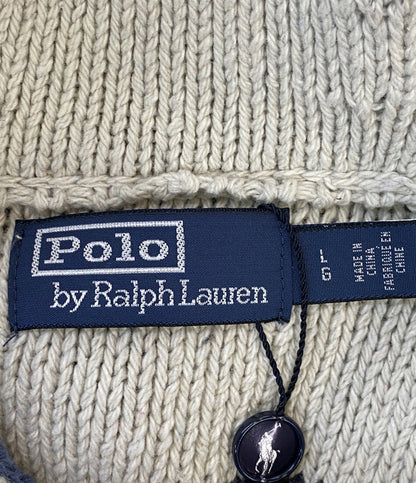 Polo
by Ralph Lauren
L
G
MADE IN
CHINA
FABRIQUÉ EN
CHINE